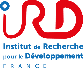 IRD
Institut de Recherche
pour le Développement
FRANCE